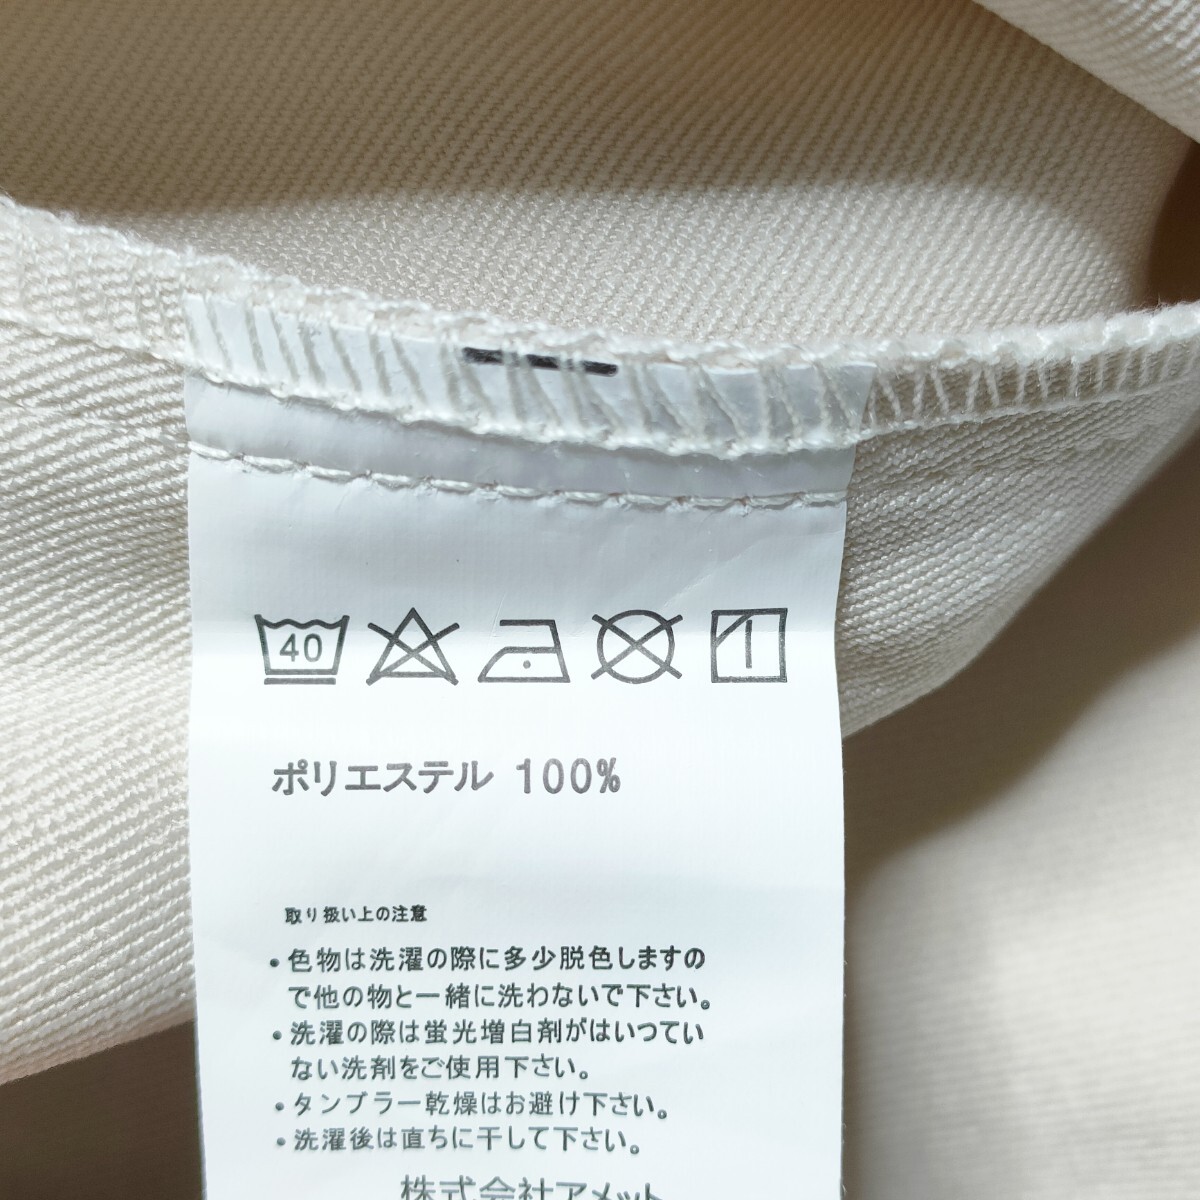 40
ポリエステル 100%
取り扱い上の注意
・色物は洗濯の際に多少脱色しますの
で他の物と一緒に洗わないで下さい。
・洗濯の際は蛍光増白剤がはいつてい
ない洗剤をご使用下さい。
・タンブラー乾燥はお避け下さい。
・洗濯後は直ちに干して下さい。
株式会社アメット